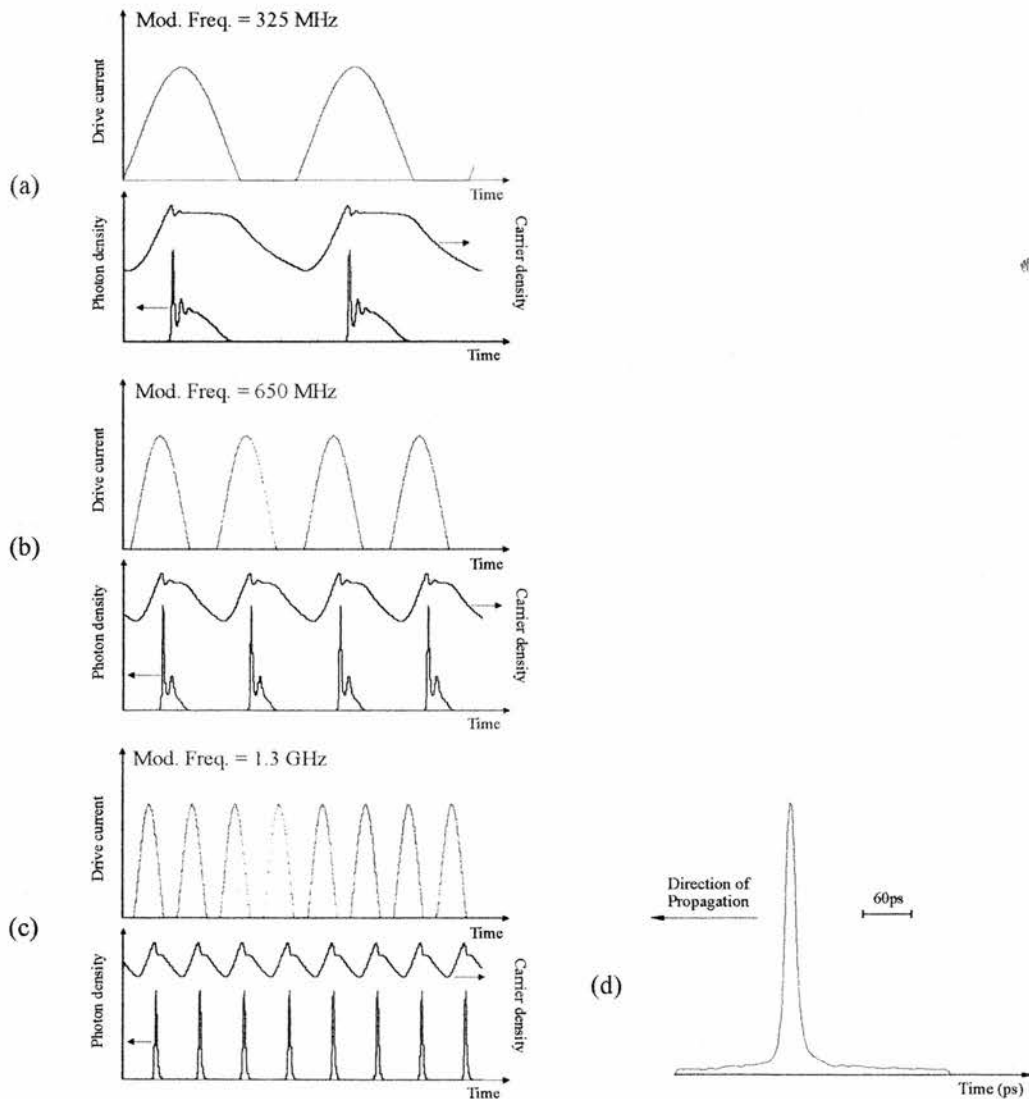 Mod. Freq. = 325 MHz
Drive current
Time
(a)
Photon density
Carrier density
Time
Mod. Freq. = 650 MHz
Drive current
Time
(b)
Photon density
Carrier density
Time
Mod. Freq. = 1.3 GHz
Drive current
Time
(c)
Photon density
Carrier density
Time
Direction of
Propagation
60ps
(d)
Time (ps)